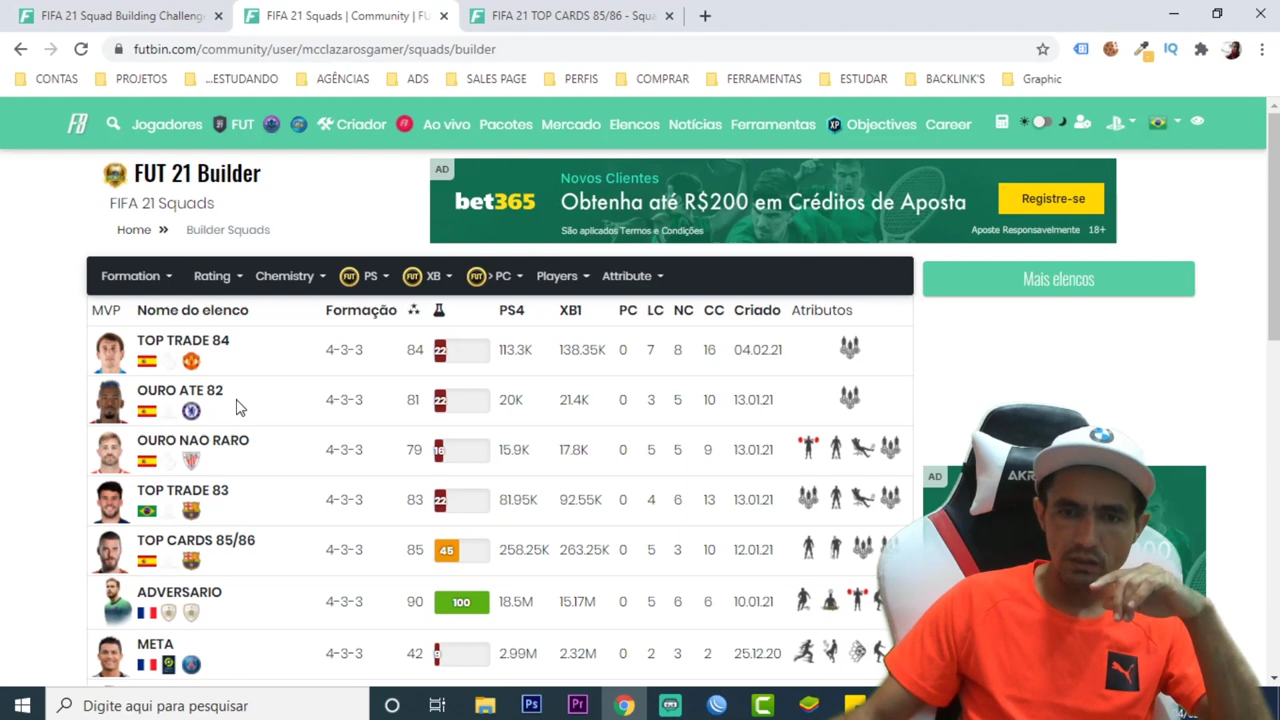 FIFA 21 Squad Building Challenge
FIFA 21 Squads | Community | FU
FIFA 21 TOP CARDS 85/86 - Squa
futbin.com/community/user/mcclazarosgamer/squads/builder
CONTAS PROJETOS ...ESTUDANDO AGÊNCIAS ADS SALES PAGE PERFIS COMPRAR FERRAMENTAS ESTUDAR BACKLINK'S Graphic
Jogadores FUT Criador Ao vivo Pacotes Mercado Elencos Notícias Ferramentas XP Objectives Career
FUT 21 Builder
FIFA 21 Squads
Home » Builder Squads
AD
bet365
Novos Clientes
Obtenha até R$200 em Créditos de Aposta
São aplicados Termos e Condições
Registre-se
Aposte Responsavelmente 18+
Formation Rating Chemistry FUT PS FUT XB FUT > PC Players Attribute
Mais elencos
MVP Nome do elenco Formação PS4 XB1 PC LC NC CC Criado Atributos
TOP TRADE 84 4-3-3 84 22 113.3K 138.35K 0 7 8 16 04.02.21
OURO ATE 82 4-3-3 81 22 20K 21.4K 0 3 5 10 13.01.21
OURO NAO RARO 4-3-3 79 16 15.9K 17.8K 0 5 5 9 13.01.21
TOP TRADE 83 4-3-3 83 22 81.95K 92.55K 0 4 6 13 13.01.21
TOP CARDS 85/86 4-3-3 85 45 258.25K 263.25K 0 5 3 10 12.01.21
ADVERSARIO 4-3-3 90 100 18.5M 15.17M 0 5 6 6 10.01.21
META 4-3-3 42 9 2.99M 2.32M 0 2 3 2 25.12.20
AD
Digite aqui para pesquisar
Ps Pr